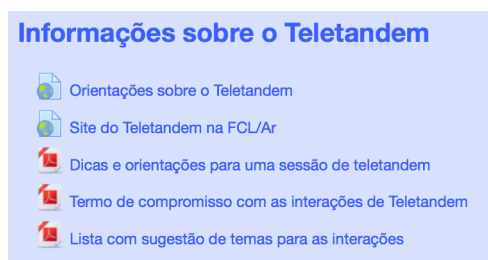 Informações sobre o Teletandem
Orientações sobre o Teletandem
Site do Teletandem na FCL/Ar
Dicas e orientações para uma sessão de teletandem
Termo de compromisso com as interações de Teletandem
Lista com sugestão de temas para as interações